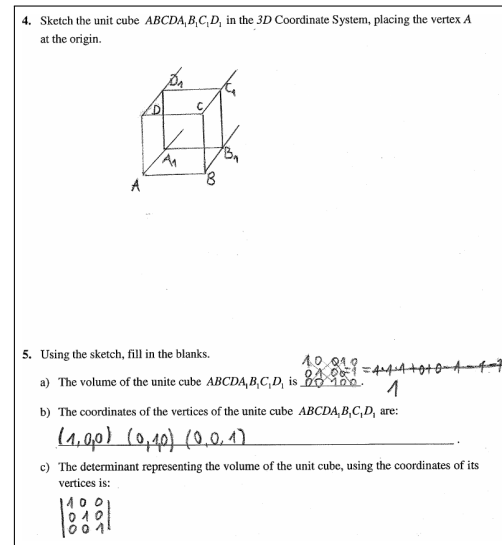 4. Sketch the unit cube ABCDA₁B₁C₁D₁ in the 3D Coordinate System, placing the vertex A
at the origin.
D₁ C₁
D C
A₁ B₁
A B
5. Using the sketch, fill in the blanks.
a) The volume of the unite cube ABCDA₁B₁C₁D₁ is .
1
b) The coordinates of the vertices of the unite cube ABCDA₁B₁C₁D₁ are:
(1,0,0) (0,1,0) (0,0,1) .
c) The determinant representing the volume of the unit cube, using the coordinates of its
vertices is:
|1 0 0|
|0 1 0|
|0 0 1|